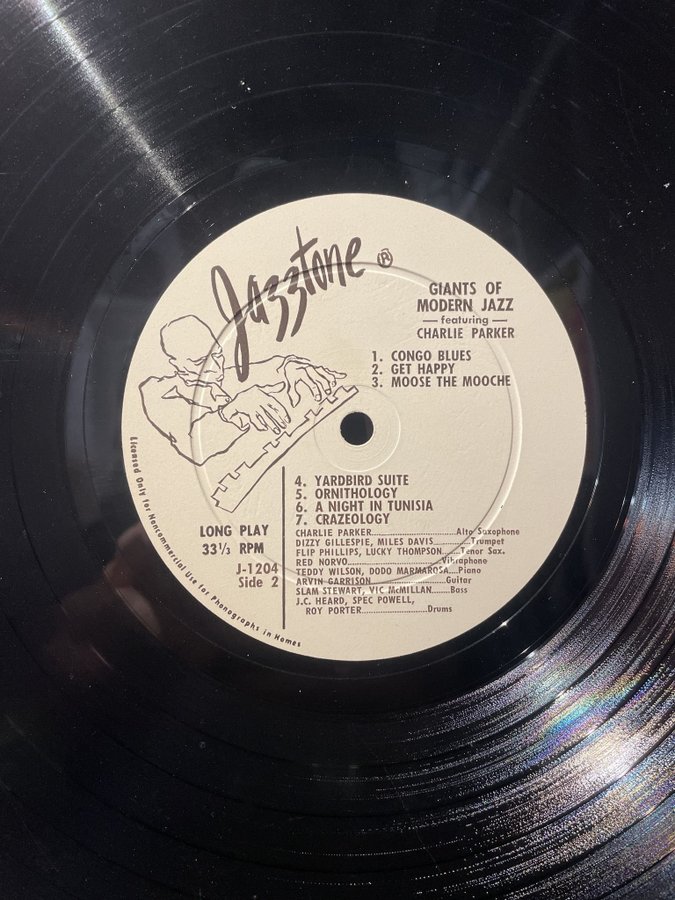 Jazztone ®
GIANTS OF
MODERN JAZZ
— featuring —
CHARLIE PARKER
1. CONGO BLUES
2. GET HAPPY
3. MOOSE THE MOOCHE
4. YARDBIRD SUITE
5. ORNITHOLOGY
6. A NIGHT IN TUNISIA
7. CRAZEOLOGY
CHARLIE PARKER....................Alto Saxophone
DIZZY GILLESPIE, MILES DAVIS..........Trumpet
FLIP PHILLIPS, LUCKY THOMPSON.....Tenor Sax.
RED NORVO.......................Vibraphone
TEDDY WILSON, DODO MARMAROSA...Piano
ARVIN GARRISON....................Guitar
SLAM STEWART, VIC McMILLAN......Bass
J.C. HEARD, SPEC POWELL,
ROY PORTER....................Drums
LONG PLAY
33⅓ RPM
J-1204
Side 2
Licensed Only for Noncommercial Use for Phonographs in Homes